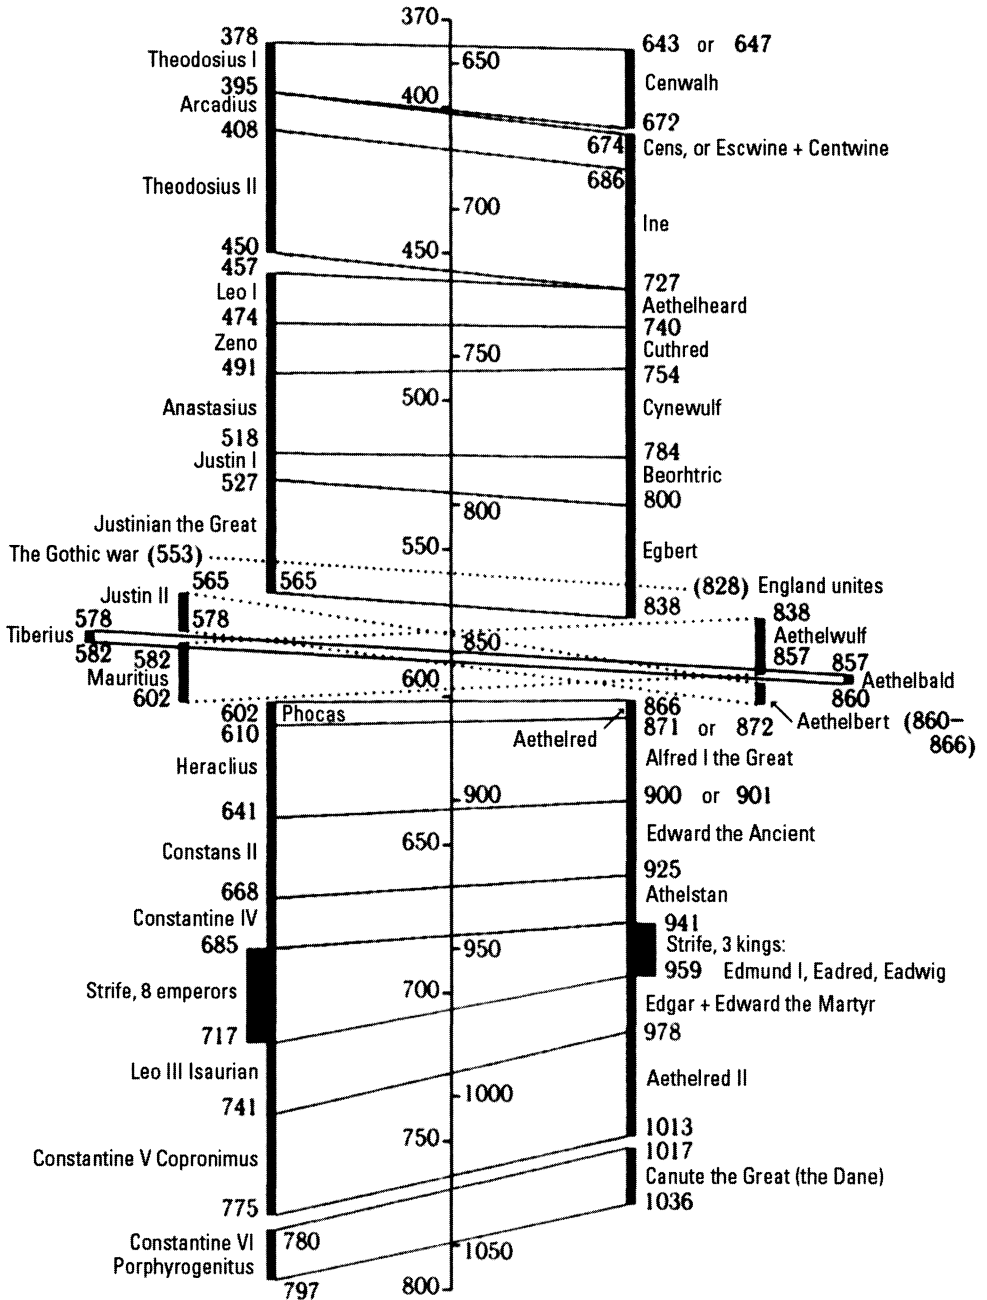 370
378
643 or 647
Theodosius I
650
Cenwalh
395
400
Arcadius
672
408
674
Cens, or Escwine + Centwine
686
Theodosius II
700
Ine
450
450
457
727
Leo I
Aethelheard
474
740
Zeno
750
Cuthred
491
754
500
Anastasius
Cynewulf
518
784
Justin I
Beorhtric
527
800
800
Justinian the Great
550
Egbert
The Gothic war (553)
565
565
(828) England unites
Justin II
838
838
578
578
Tiberius
850
Aethelwulf
582
582
857
857
Mauritius
600
Aethelbald
602
860
602
Phocas
866
Aethelbert (860–
866)
610
Aethelred
871 or 872
Heraclius
Alfred I the Great
900
900 or 901
641
650
Edward the Ancient
Constans II
668
925
Athelstan
Constantine IV
941
685
950
Strife, 3 kings:
959 Edmund I, Eadred, Eadwig
Strife, 8 emperors
700
Edgar + Edward the Martyr
717
978
Leo III Isaurian
Aethelred II
741
1000
750
1013
1017
Constantine V Copronimus
Canute the Great (the Dane)
775
1036
Constantine VI
Porphyrogenitus
780
1050
797
800